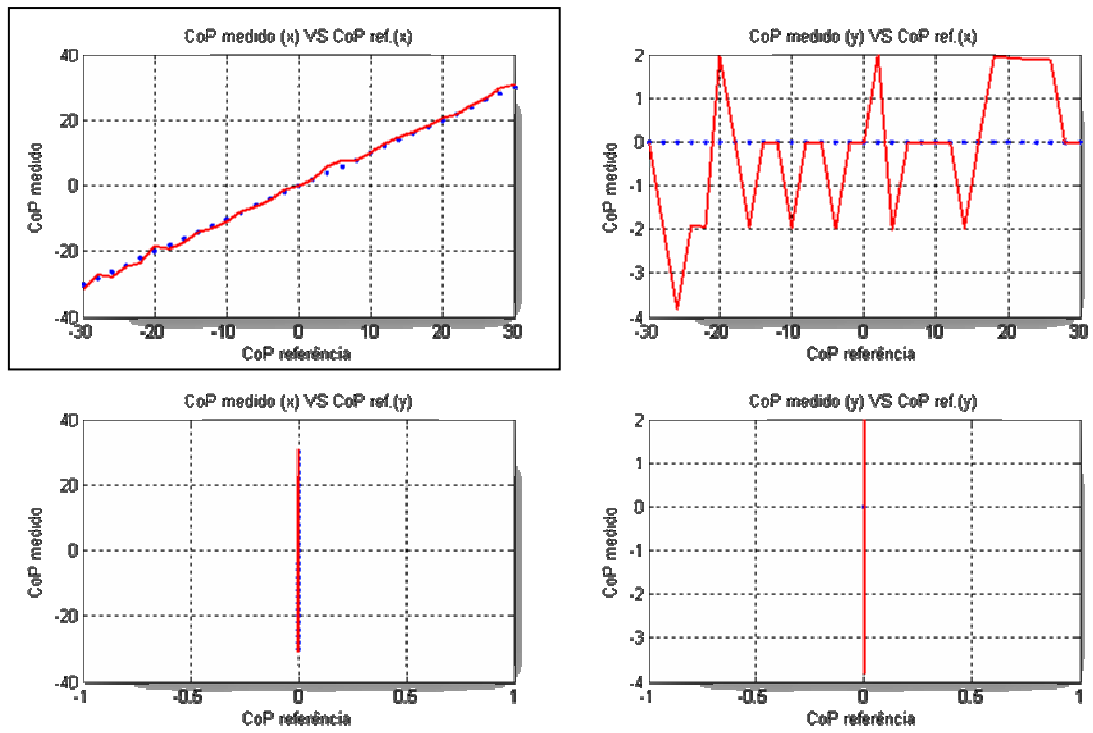 CoP medido (x) VS CoP ref.(x)
40
20
0
-20
-40
-30 -20 -10 0 10 20 30
CoP medido
CoP referência
CoP medido (y) VS CoP ref.(x)
2
1
0
-1
-2
-3
-4
-30 -20 -10 0 10 20 30
CoP medido
CoP referência
CoP medido (x) VS CoP ref.(y)
40
20
0
-20
-40
-1 -0.5 0 0.5 1
CoP medido
CoP referência
CoP medido (y) VS CoP ref.(y)
2
1
0
-1
-2
-3
-4
-1 -0.5 0 0.5 1
CoP medido
CoP referência